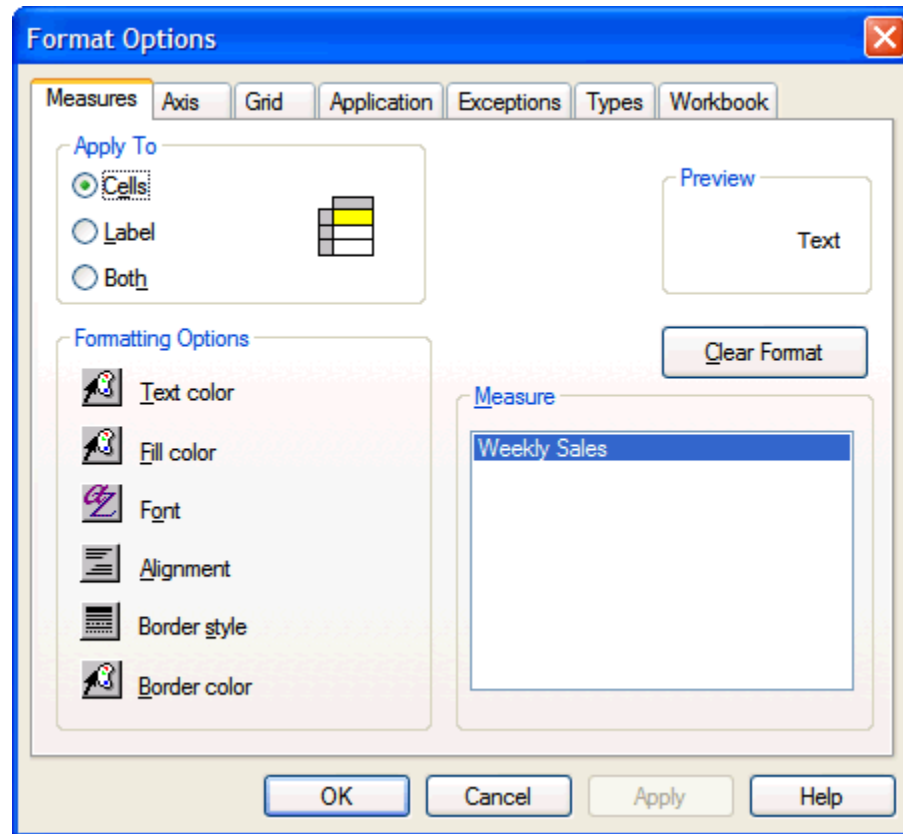 Format Options
Measures Axis Grid Application Exceptions Types Workbook
Apply To
Cells
Label
Both
Preview
Text
Formatting Options
Text color
Fill color
Font
Alignment
Border style
Border color
Clear Format
Measure
Weekly Sales
OK Cancel Apply Help